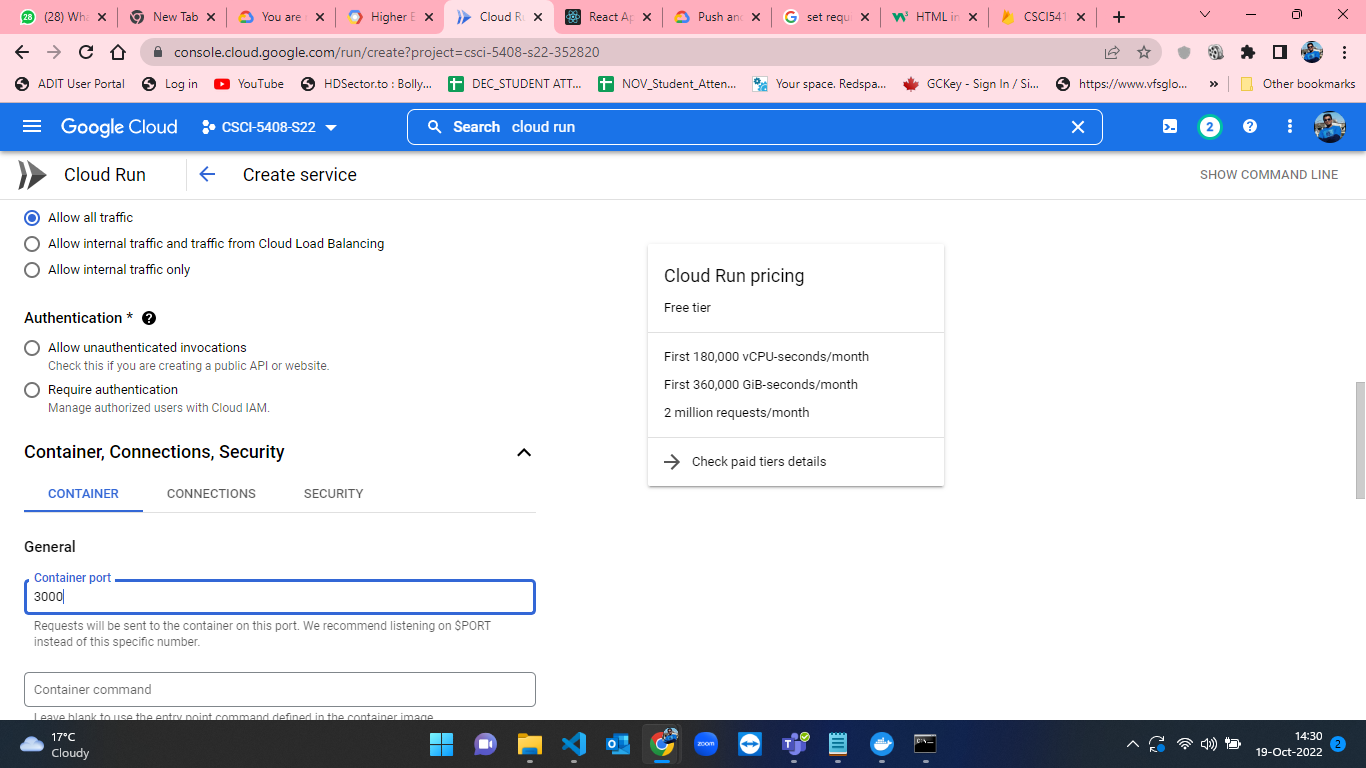 (28) Wha
New Tab
You are
Higher E
Cloud Ru
React Ap
Push and
set requ
HTML in
CSCI541
console.cloud.google.com/run/create?project=csci-5408-s22-352820
ADIT User Portal
Log in
YouTube
HDSector.to : Bolly...
DEC_STUDENT ATT...
NOV_Student_Atten...
Your space. Redspa...
GCKey - Sign In / Si...
https://www.vfsglo...
»
Other bookmarks
Google Cloud
CSCI-5408-S22
Search cloud run
2
Cloud Run
Create service
SHOW COMMAND LINE
Allow all traffic
Allow internal traffic and traffic from Cloud Load Balancing
Allow internal traffic only
Authentication *
Allow unauthenticated invocations
Check this if you are creating a public API or website.
Require authentication
Manage authorized users with Cloud IAM.
Container, Connections, Security
CONTAINER
CONNECTIONS
SECURITY
General
Container port
3000
Requests will be sent to the container on this port. We recommend listening on $PORT
instead of this specific number.
Container command
Leave blank to use the entry point command defined in the container image.
Cloud Run pricing
Free tier
First 180,000 vCPU-seconds/month
First 360,000 GiB-seconds/month
2 million requests/month
Check paid tiers details
17°C
Cloudy
zoom
14:30
19-Oct-2022
2